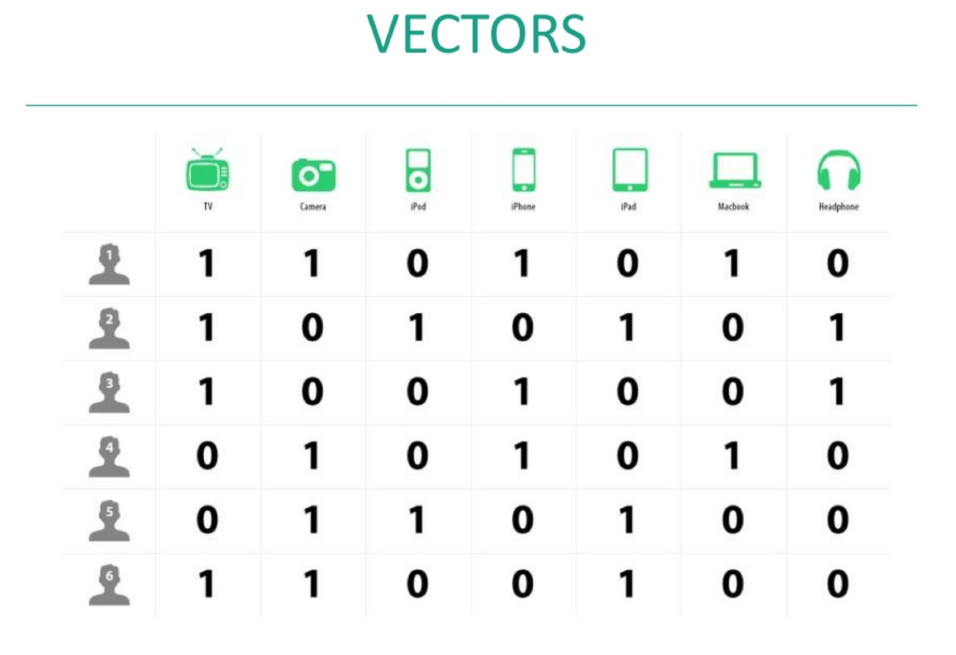 VECTORS
TV Camera iPod iPhone iPad Macbook Headphone
1 1 1 0 1 0 1 0
2 1 0 1 0 1 0 1
3 1 0 0 1 0 0 1
4 0 1 0 1 0 1 0
5 0 1 1 0 1 0 0
6 1 1 0 0 1 0 0